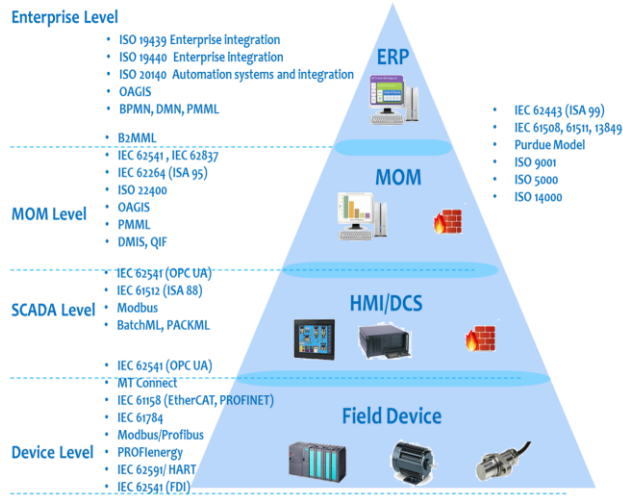 Enterprise Level
• ISO 19439 Enterprise integration
• ISO 19440 Enterprise integration
• ISO 20140 Automation systems and integration
• OAGIS
• BPMN, DMN, PMML
• B2MML
• IEC 62541 , IEC 62837
• IEC 62264 (ISA 95)
• ISO 22400
• OAGIS
• PMML
• DMIS, QIF
MOM Level
• IEC 62541 (OPC UA)
• IEC 61512 (ISA 88)
• Modbus
• BatchML, PACKML
SCADA Level
• IEC 62541 (OPC UA)
• MT Connect
• IEC 61158 (EtherCAT, PROFINET)
• IEC 61784
• Modbus/Profibus
• PROFIenergy
• IEC 62591/ HART
• IEC 62541 (FDI)
Device Level
ERP
MOM
HMI/DCS
Field Device
• IEC 62443 (ISA 99)
• IEC 61508, 61511, 13849
• Purdue Model
• ISO 9001
• ISO 5000
• ISO 14000